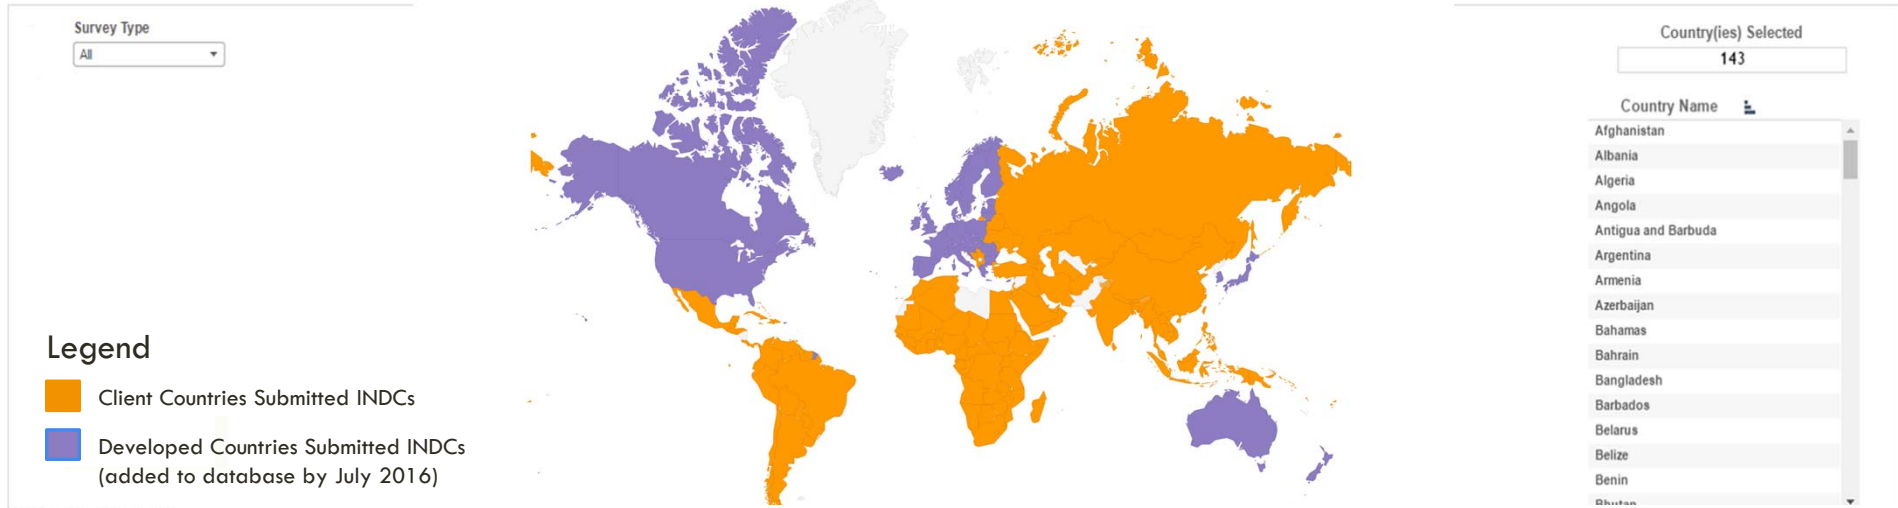 Survey Type
All
Legend
Client Countries Submitted INDCs
Developed Countries Submitted INDCs
(added to database by July 2016)
Country(ies) Selected
143
Country Name
Afghanistan
Albania
Algeria
Angola
Antigua and Barbuda
Argentina
Armenia
Azerbaijan
Bahamas
Bahrain
Bangladesh
Barbados
Belarus
Belize
Benin
Bhutan